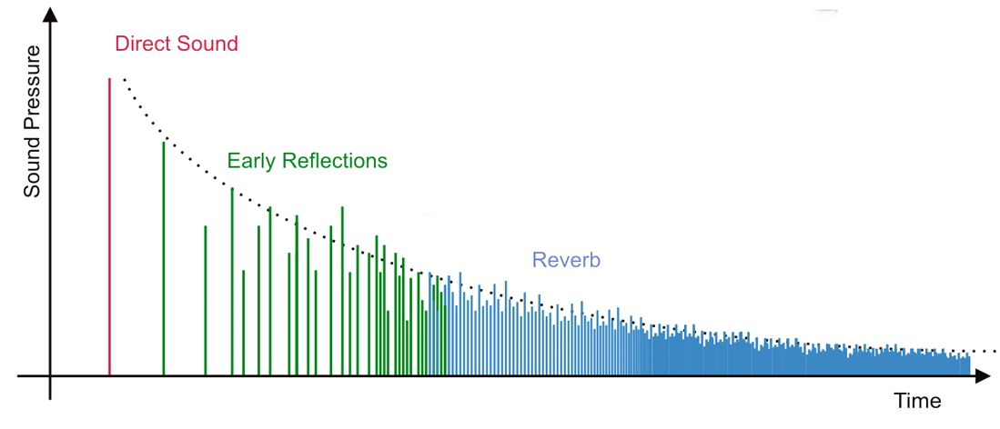 Direct Sound
Sound Pressure
Early Reflections
Reverb
Time